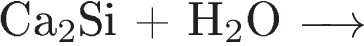 Ca₂Si + H₂O ⟶